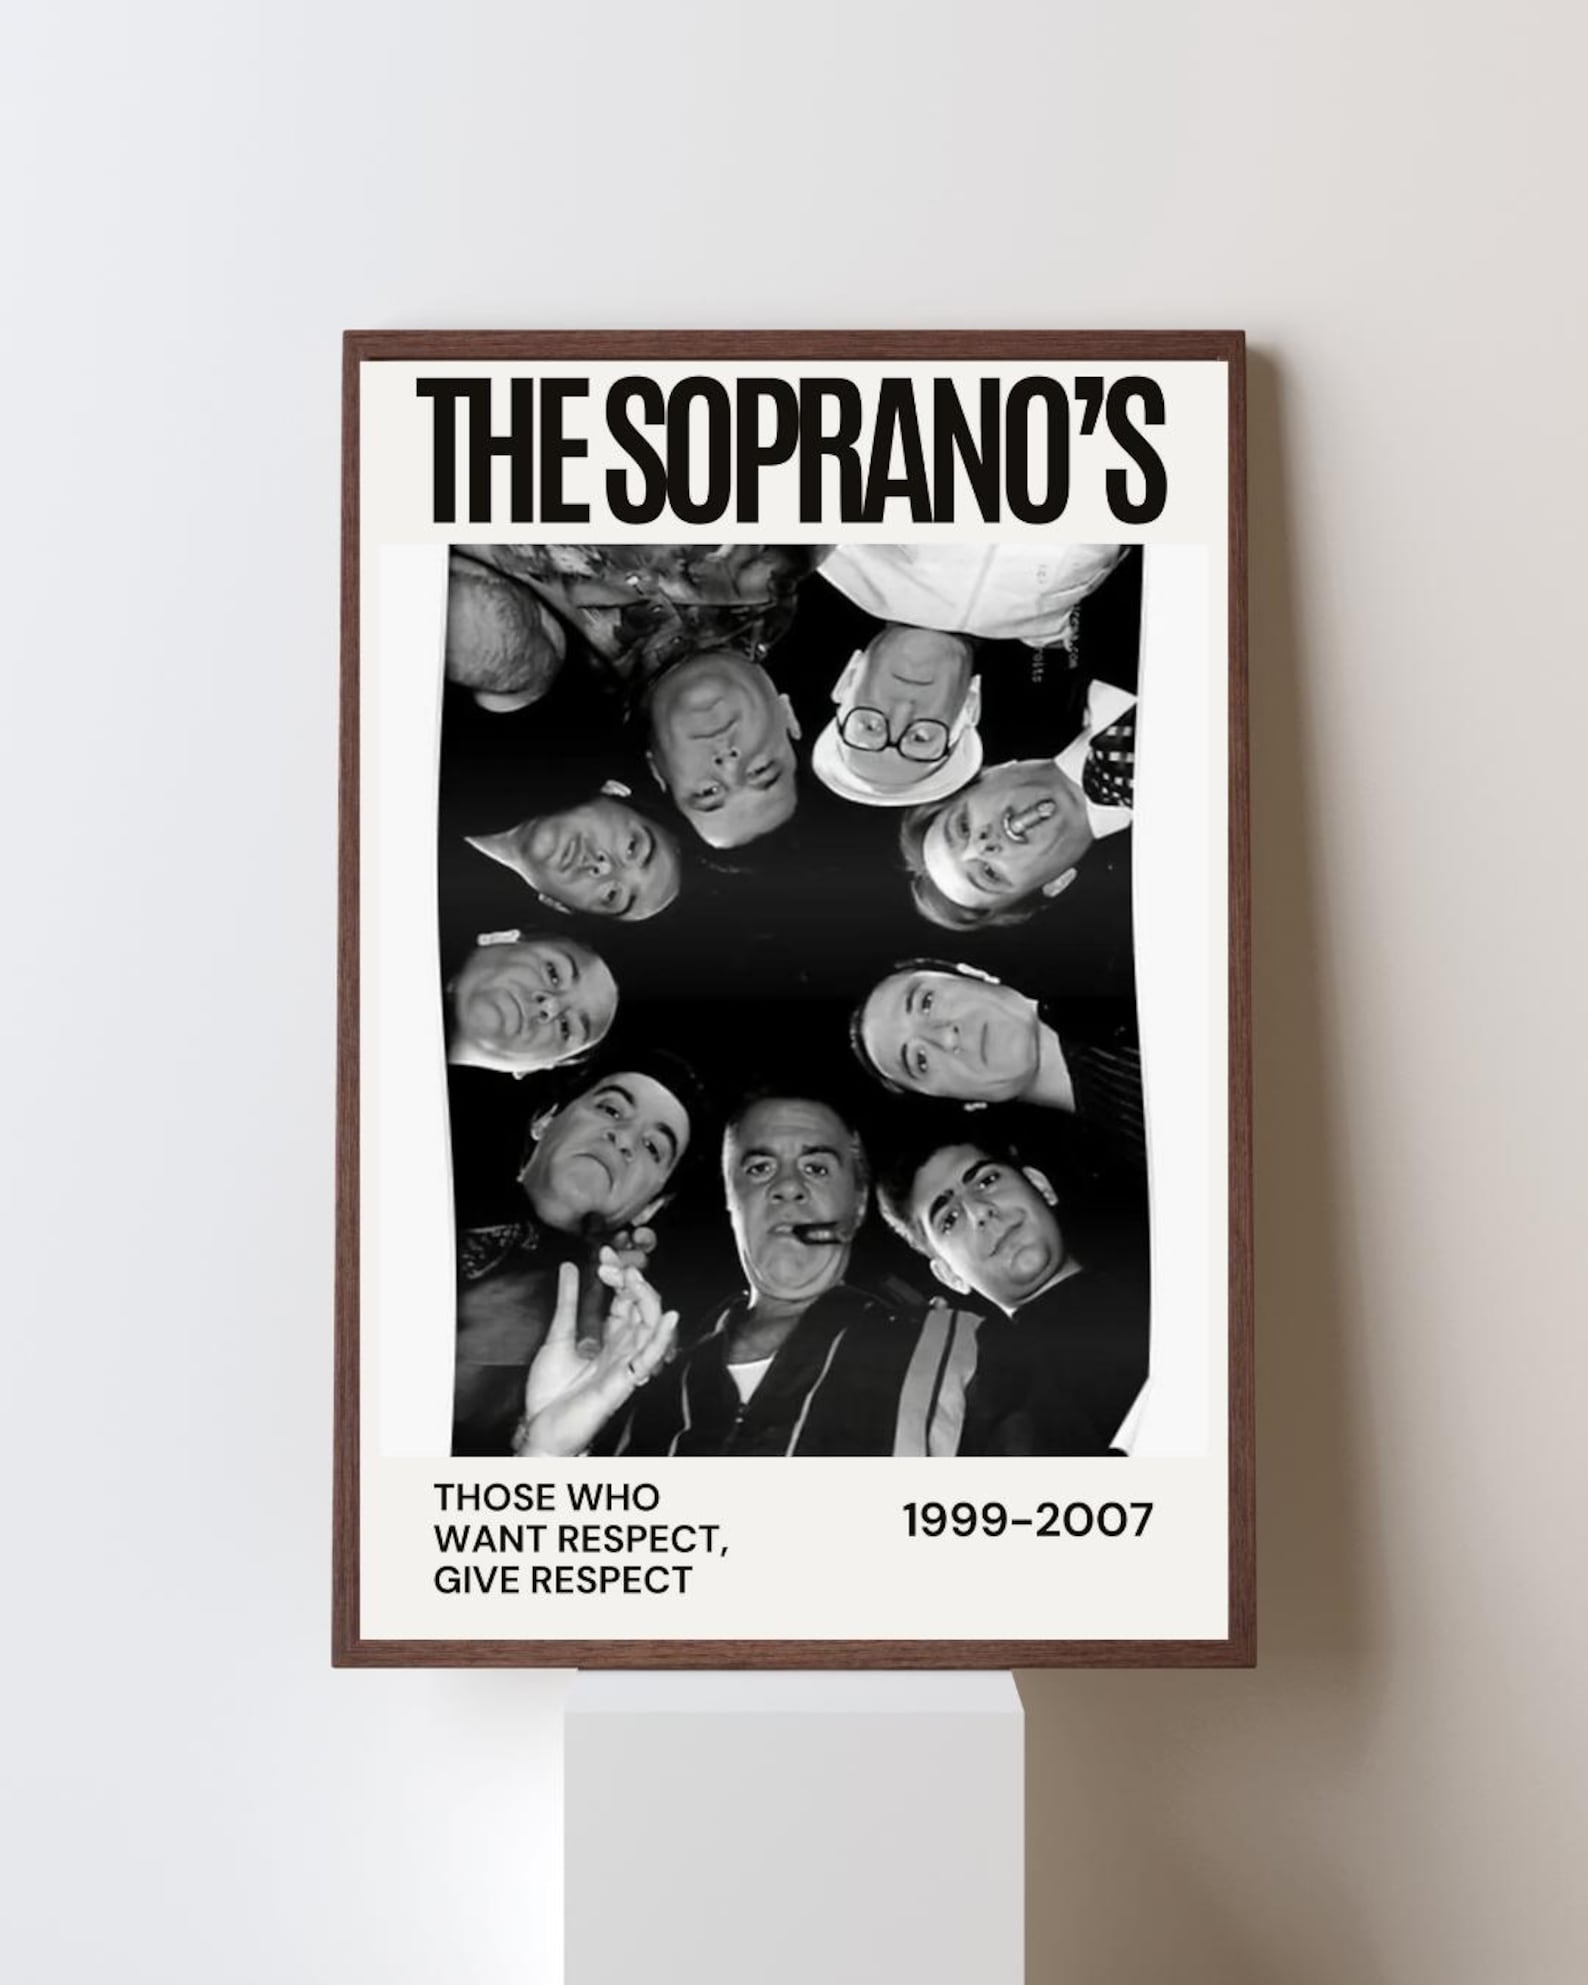 THE SOPRANO’S
THOSE WHO
WANT RESPECT,
GIVE RESPECT
1999–2007